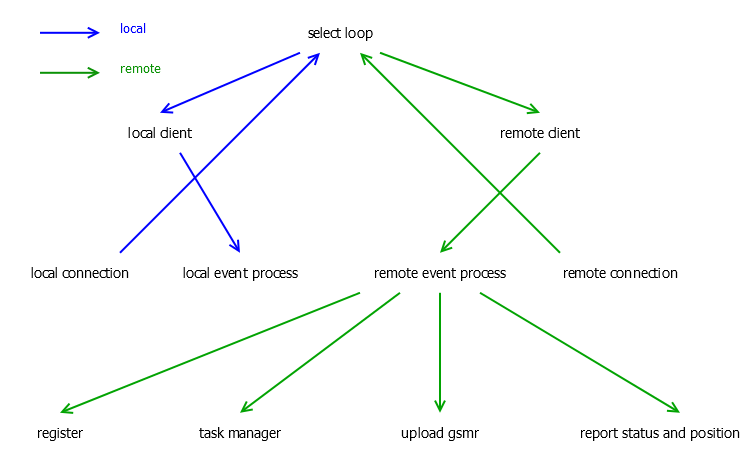 local
select loop
remote
local client
remote client
local connection
local event process
remote event process
remote connection
register
task manager
upload gsmr
report status and position